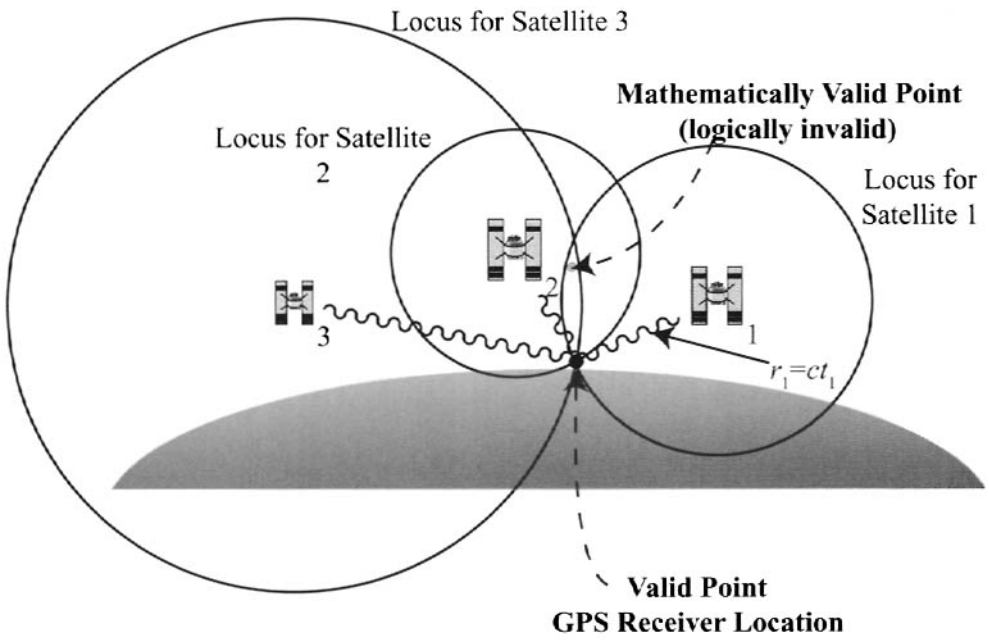 Locus for Satellite 3
Mathematically Valid Point
(logically invalid)
Locus for Satellite
2
Locus for
Satellite 1
2
3
1
r₁=ct₁
Valid Point
GPS Receiver Location